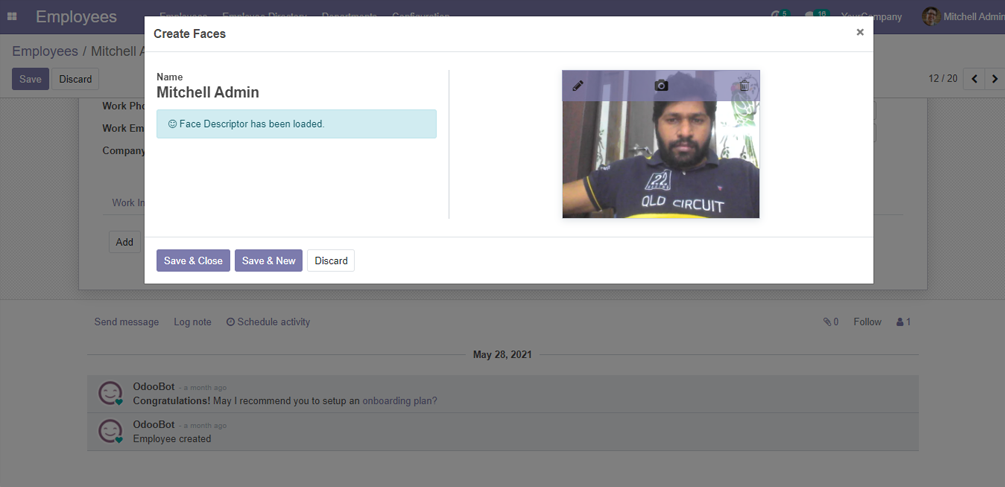 Employees
Employees Employee Directory Departments Configuration
5
10
YourCompany
Mitchell Admin
Create Faces
×
Employees / Mitchell A
Save
Discard
12 / 20
Name
Mitchell Admin
Face Descriptor has been loaded.
Work Pho
Work Em
Company
Work In
Add
22
OLD CIRCUIT
Save & Close
Save & New
Discard
Send message
Log note
Schedule activity
0
Follow
1
May 28, 2021
OdooBot - a month ago
Congratulations! May I recommend you to setup an onboarding plan?
OdooBot - a month ago
Employee created